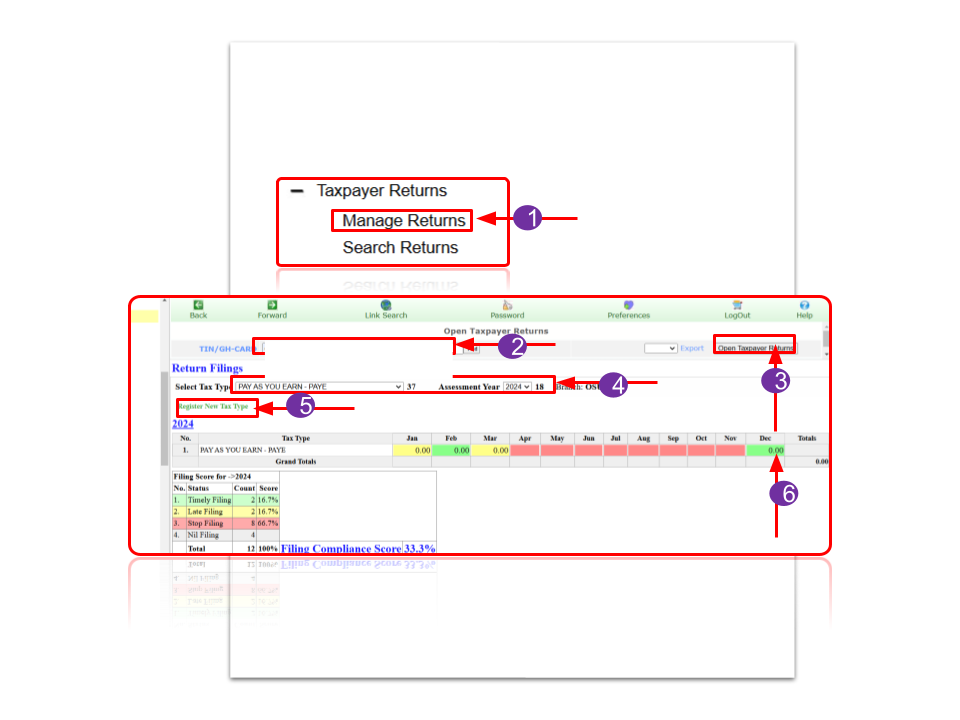 Taxpayer Returns
Manage Returns
1
Search Returns
Back Forward Link Search Password Preferences LogOut Help
Open Taxpayer Returns
TIN/GH-CARD 2 Export Open Taxpayer Returns
Return Filings
3
Select Tax Type PAY AS YOU EARN - PAYE 37 Assessment Year 2024 18 4
Register New Tax Type 5
2024
No. Tax Type Jan Feb Mar Apr May Jun Jul Aug Sep Oct Nov Dec Totals
1. PAY AS YOU EARN - PAYE 0.00 0.00 0.00 0.00
Grand Totals 0.00
Filing Score for ->2024
No. Status Count Score
6
1. Timely Filing 2 16.7%
2. Late Filing 2 16.7%
3. Stop Filing 8 66.7%
4. Nil Filing 4
Total 12 100% Filing Compliance Score 33.3%